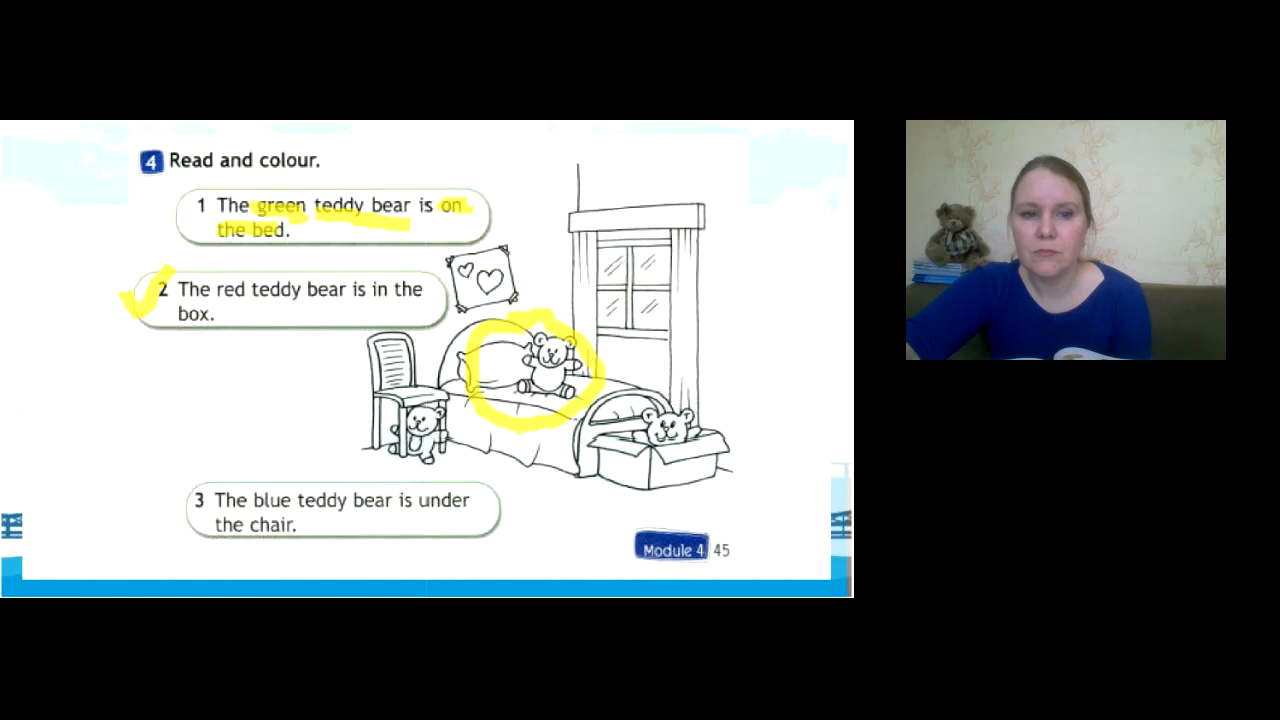 4 Read and colour.
1 The green teddy bear is on
the bed.
2 The red teddy bear is in the
box.
3 The blue teddy bear is under
the chair.
Module 4 45